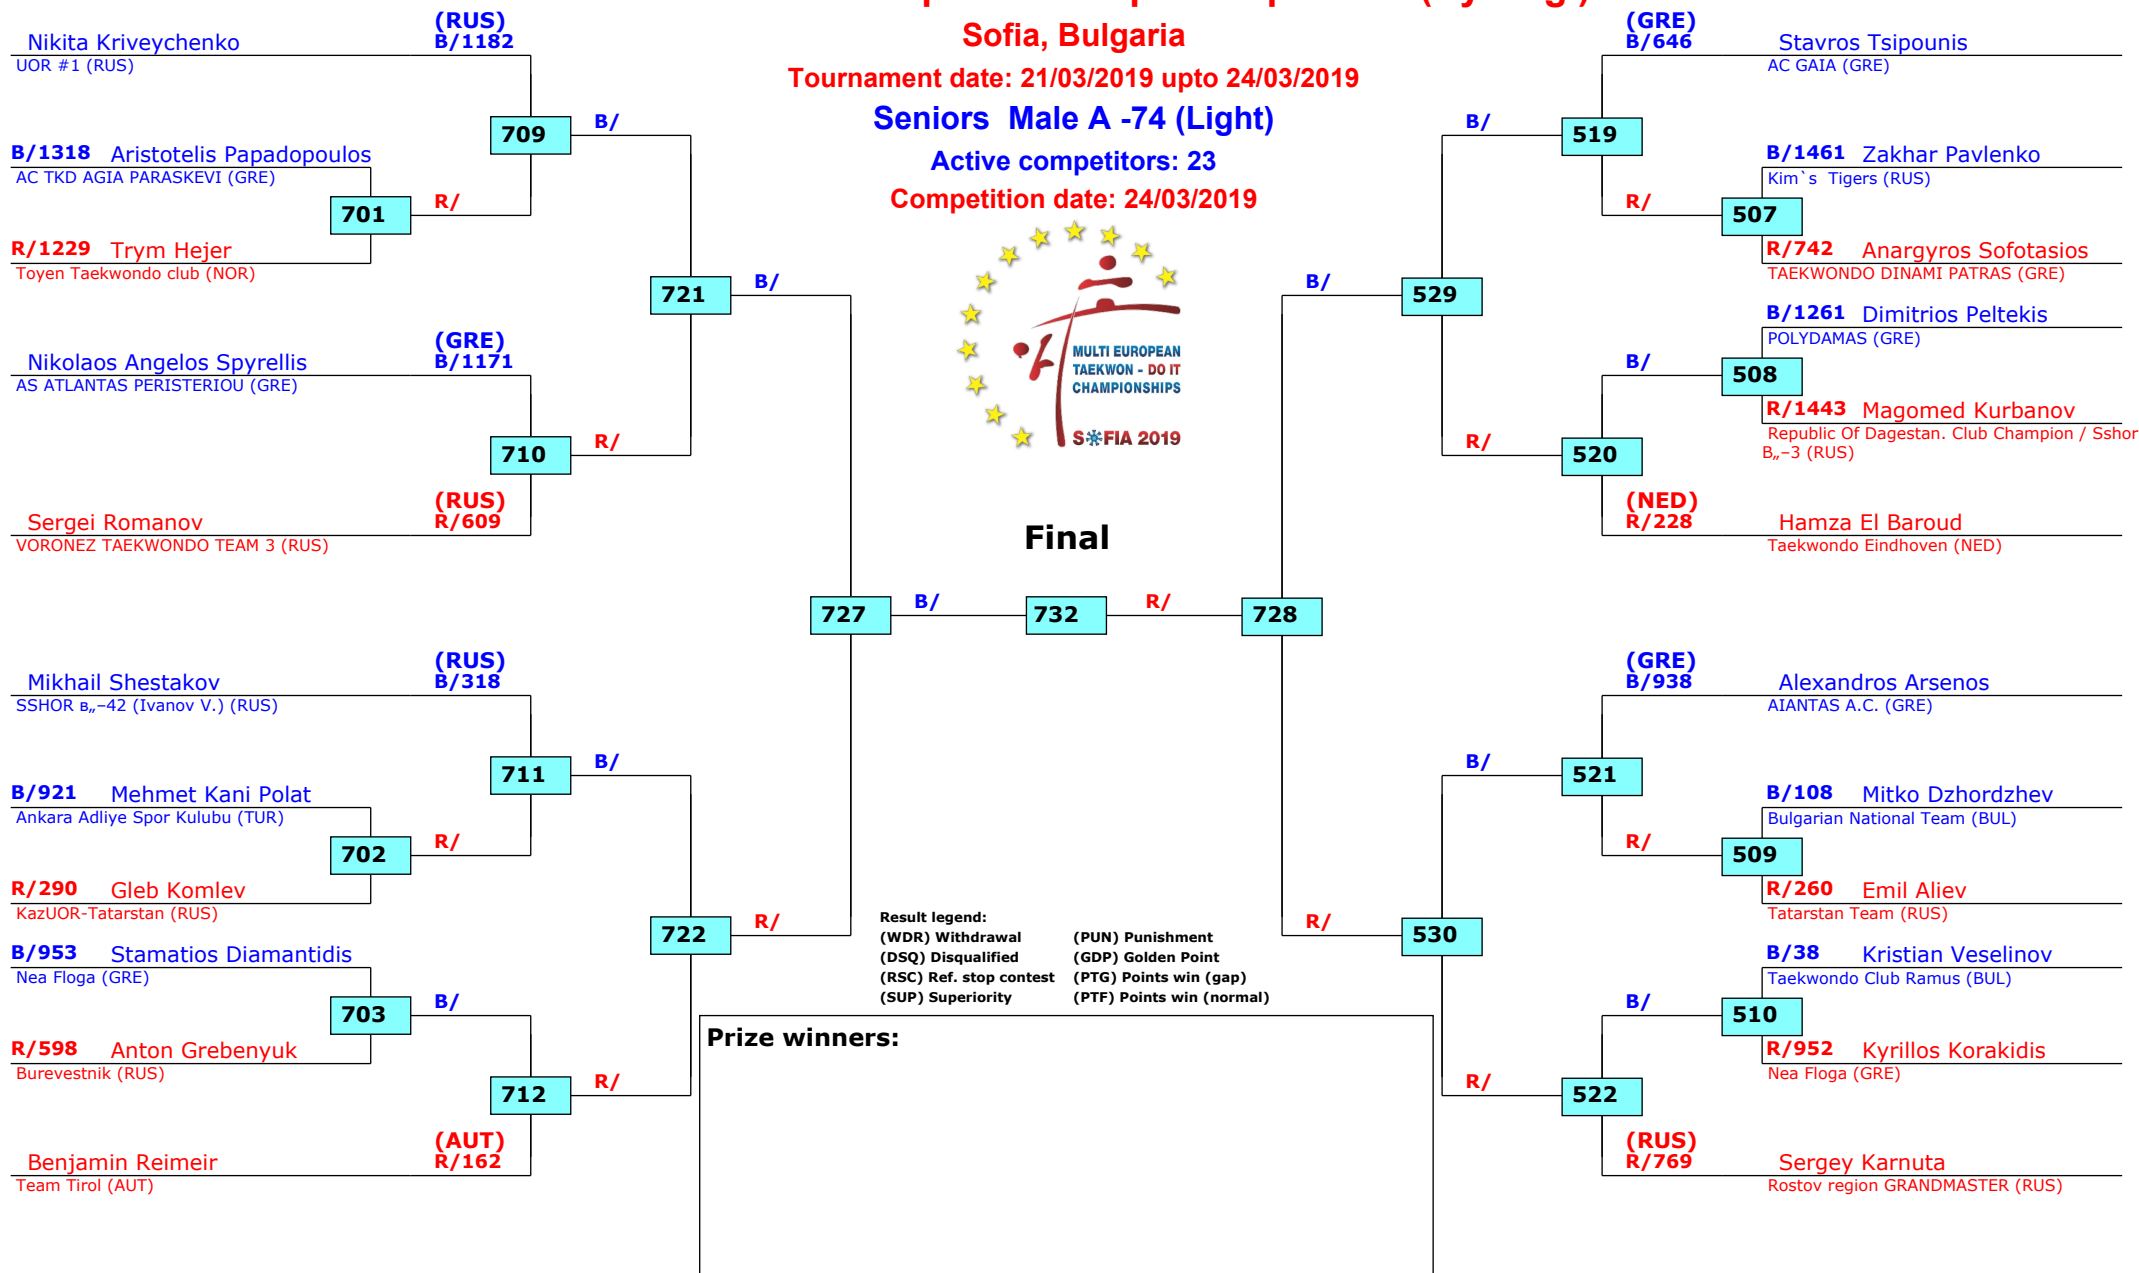 Sofia, Bulgaria
Tournament date: 21/03/2019 upto 24/03/2019
Seniors Male A -74 (Light)
Active competitors: 23
Competition date: 24/03/2019
MULTI EUROPEAN
TAEKWON - DO IT
CHAMPIONSHIPS
SOFIA 2019
(RUS)
Nikita Kriveychenko B/1182
UOR #1 (RUS)
709 B/
B/1318 Aristotelis Papadopoulos
AC TKD AGIA PARASKEVI (GRE)
701 R/
R/1229 Trym Hejer
Toyen Taekwondo club (NOR)
721 B/
(GRE)
Nikolaos Angelos Spyrellis B/1171
AS ATLANTAS PERISTERIOU (GRE)
710 R/
(RUS)
Sergei Romanov R/609
VORONEZ TAEKWONDO TEAM 3 (RUS)
Final
727 B/ 732 R/ 728
(RUS)
Mikhail Shestakov B/318
SSHOR в„–42 (Ivanov V.) (RUS)
711 B/
B/921 Mehmet Kani Polat
Ankara Adliye Spor Kulubu (TUR)
702 R/
R/290 Gleb Komlev
KazUOR-Tatarstan (RUS)
722 R/
B/953 Stamatios Diamantidis
Nea Floga (GRE)
703 B/
R/598 Anton Grebenyuk
Burevestnik (RUS)
712 R/
(AUT)
Benjamin Reimeir R/162
Team Tirol (AUT)
(GRE)
B/646 Stavros Tsipounis
AC GAIA (GRE)
B/ 519
B/1461 Zakhar Pavlenko
Kim`s Tigers (RUS)
R/ 507
R/742 Anargyros Sofotasios
TAEKWONDO DINAMI PATRAS (GRE)
B/ 529
B/1261 Dimitrios Peltekis
POLYDAMAS (GRE)
B/ 508
R/1443 Magomed Kurbanov
Republic Of Dagestan. Club Champion / Sshor
В„–3 (RUS)
R/ 520
(NED)
R/228 Hamza El Baroud
Taekwondo Eindhoven (NED)
(GRE)
B/938 Alexandros Arsenos
AIANTAS A.C. (GRE)
B/ 521
B/108 Mitko Dzhordzhev
Bulgarian National Team (BUL)
R/ 509
R/260 Emil Aliev
Tatarstan Team (RUS)
R/ 530
B/38 Kristian Veselinov
Taekwondo Club Ramus (BUL)
B/ 510
R/952 Kyrillos Korakidis
Nea Floga (GRE)
R/ 522
(RUS)
R/769 Sergey Karnuta
Rostov region GRANDMASTER (RUS)
Result legend:
(WDR) Withdrawal (PUN) Punishment
(DSQ) Disqualified (GDP) Golden Point
(RSC) Ref. stop contest (PTG) Points win (gap)
(SUP) Superiority (PTF) Points win (normal)
Prize winners: